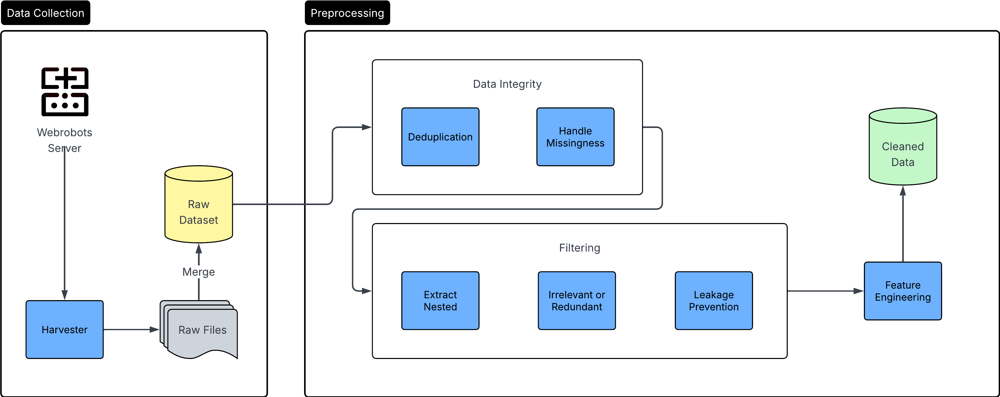 Data Collection
Webrobots
Server
Harvester
Raw Files
Merge
Raw
Dataset
Preprocessing
Data Integrity
Deduplication
Handle
Missingness
Filtering
Extract
Nested
Irrelevant or
Redundant
Leakage
Prevention
Feature
Engineering
Cleaned
Data